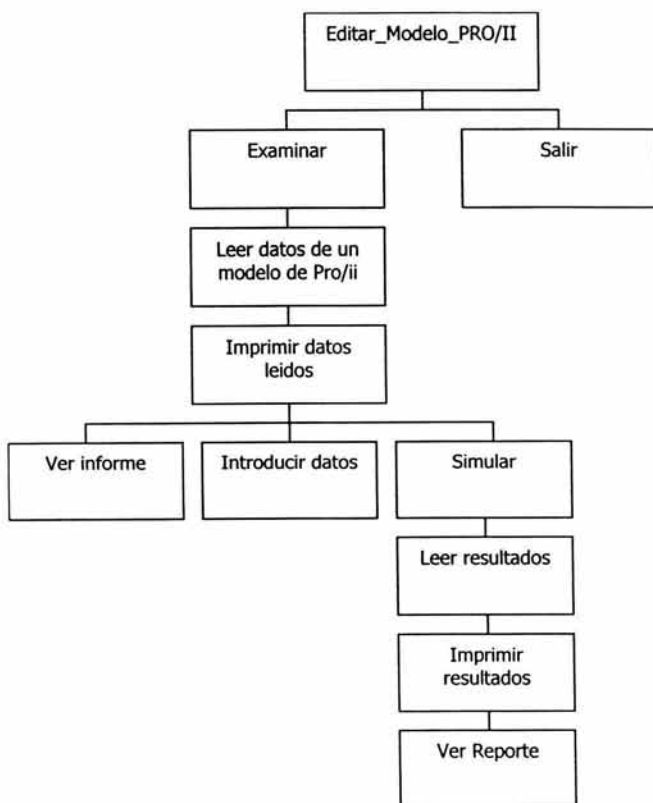 Editar_Modelo_PRO/II
Examinar
Salir
Leer datos de un
modelo de Pro/ii
Imprimir datos
leidos
Ver informe
Introducir datos
Simular
Leer resultados
Imprimir
resultados
Ver Reporte